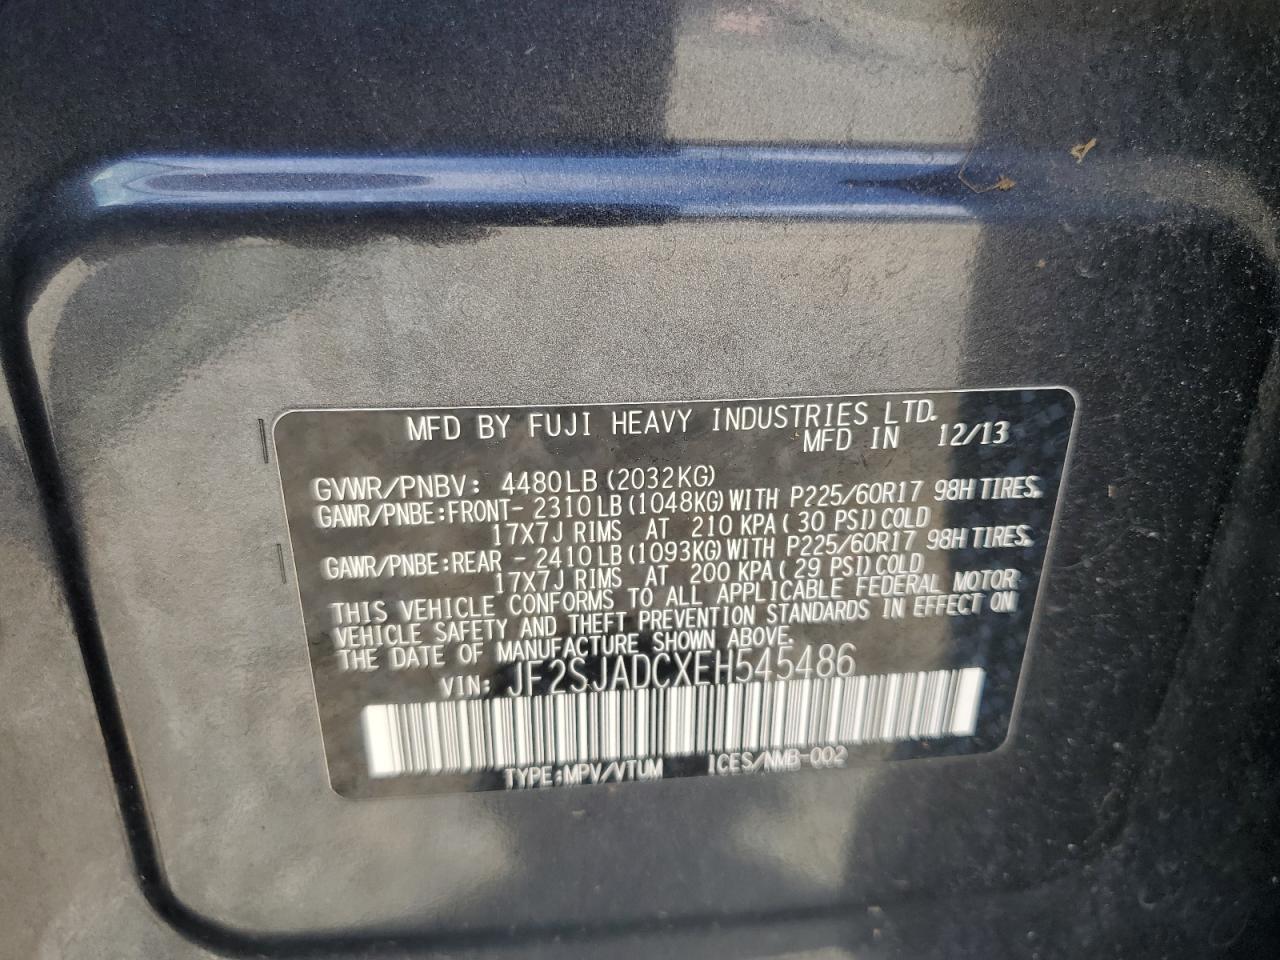 MFD BY FUJI HEAVY INDUSTRIES LTD.
MFD IN 12/13
GVWR/PNBV: 4480LB (2032KG)
GAWR/PNBE:FRONT- 2310LB (1048KG) WITH P225/60R17 98H TIRES.
17X7J RIMS AT 210 KPA ( 30 PSI) COLD
GAWR/PNBE:REAR - 2410LB (1093KG) WITH P225/60R17 98H TIRES.
17X7J RIMS AT 200 KPA ( 29 PSI) COLD
THIS VEHICLE CONFORMS TO ALL APPLICABLE FEDERAL MOTOR
VEHICLE SAFETY AND THEFT PREVENTION STANDARDS IN EFFECT ON
THE DATE OF MANUFACTURE SHOWN ABOVE.
VIN: JF2SJADCXEH545486
TYPE:MPV/VTUM ICES/NMB-002